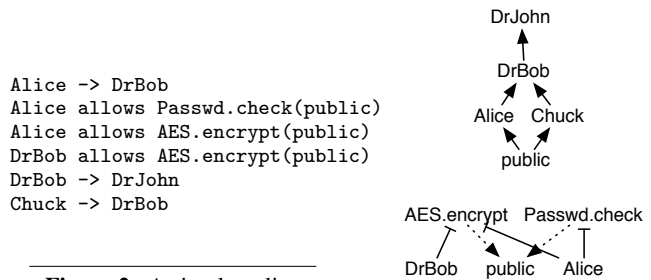 Alice -> DrBob
Alice allows Passwd.check(public)
Alice allows AES.encrypt(public)
DrBob allows AES.encrypt(public)
DrBob -> DrJohn
Chuck -> DrBob
DrJohn
DrBob
Alice Chuck
public
AES.encrypt Passwd.check
DrBob public Alice